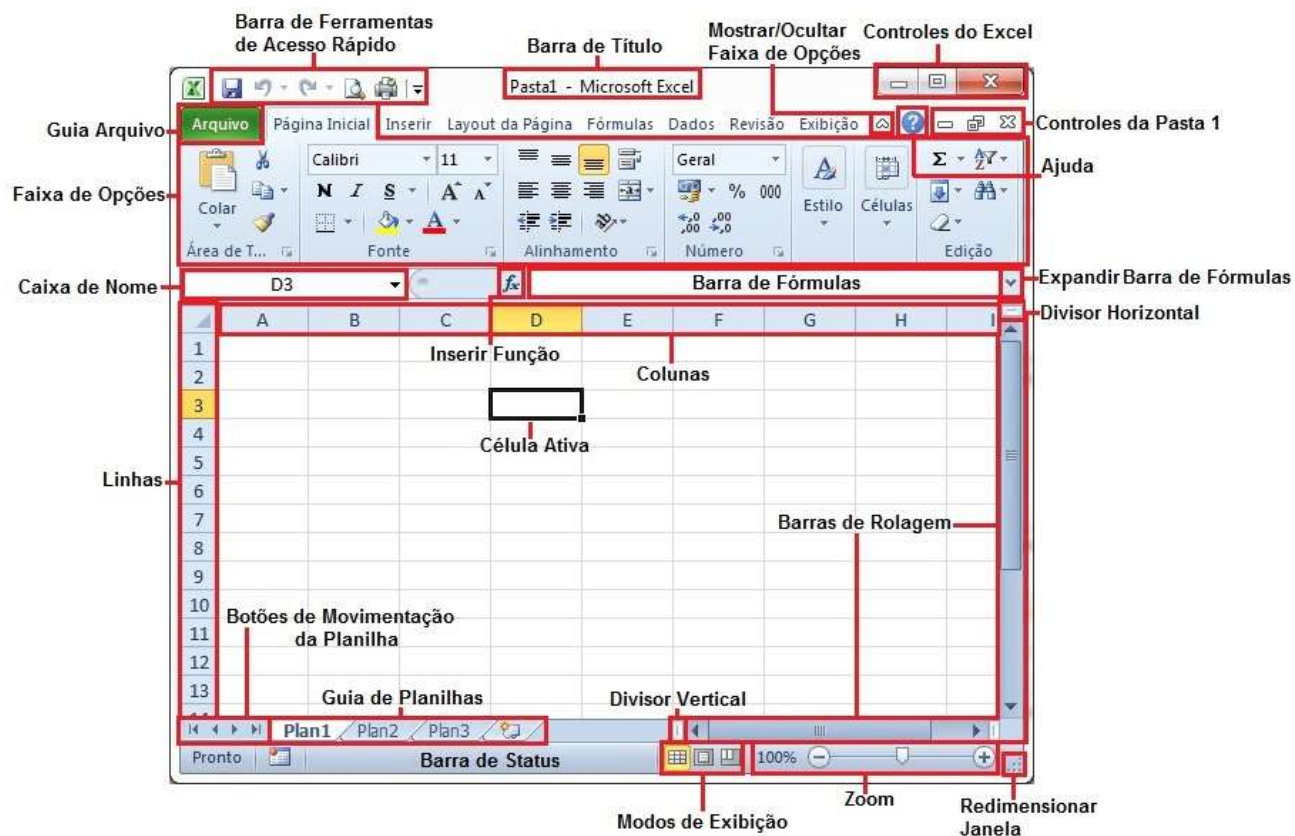 Barra de Ferramentas
de Acesso Rápido
Barra de Título
Mostrar/Ocultar
Faixa de Opções
Controles do Excel
Pasta1 - Microsoft Excel
Guia Arquivo
Arquivo Página Inicial Inserir Layout da Página Fórmulas Dados Revisão Exibição
Controles da Pasta 1
Ajuda
Faixa de Opções
Colar
Calibri 11
N I S A A
A
Geral
% 000
Estilo
Células
Σ
Área de T... Fonte Alinhamento Número Edição
Caixa de Nome
D3
fx
Barra de Fórmulas
Expandir Barra de Fórmulas
Divisor Horizontal
A B C D E F G H I
Inserir Função
Colunas
Célula Ativa
1
2
3
4
5
6
7
8
9
10
11
12
13
14
Linhas
Barras de Rolagem
Botões de Movimentação
da Planilha
Guia de Planilhas
Divisor Vertical
Plan1 Plan2 Plan3
Pronto
Barra de Status
100%
Modos de Exibição
Zoom
Redimensionar
Janela